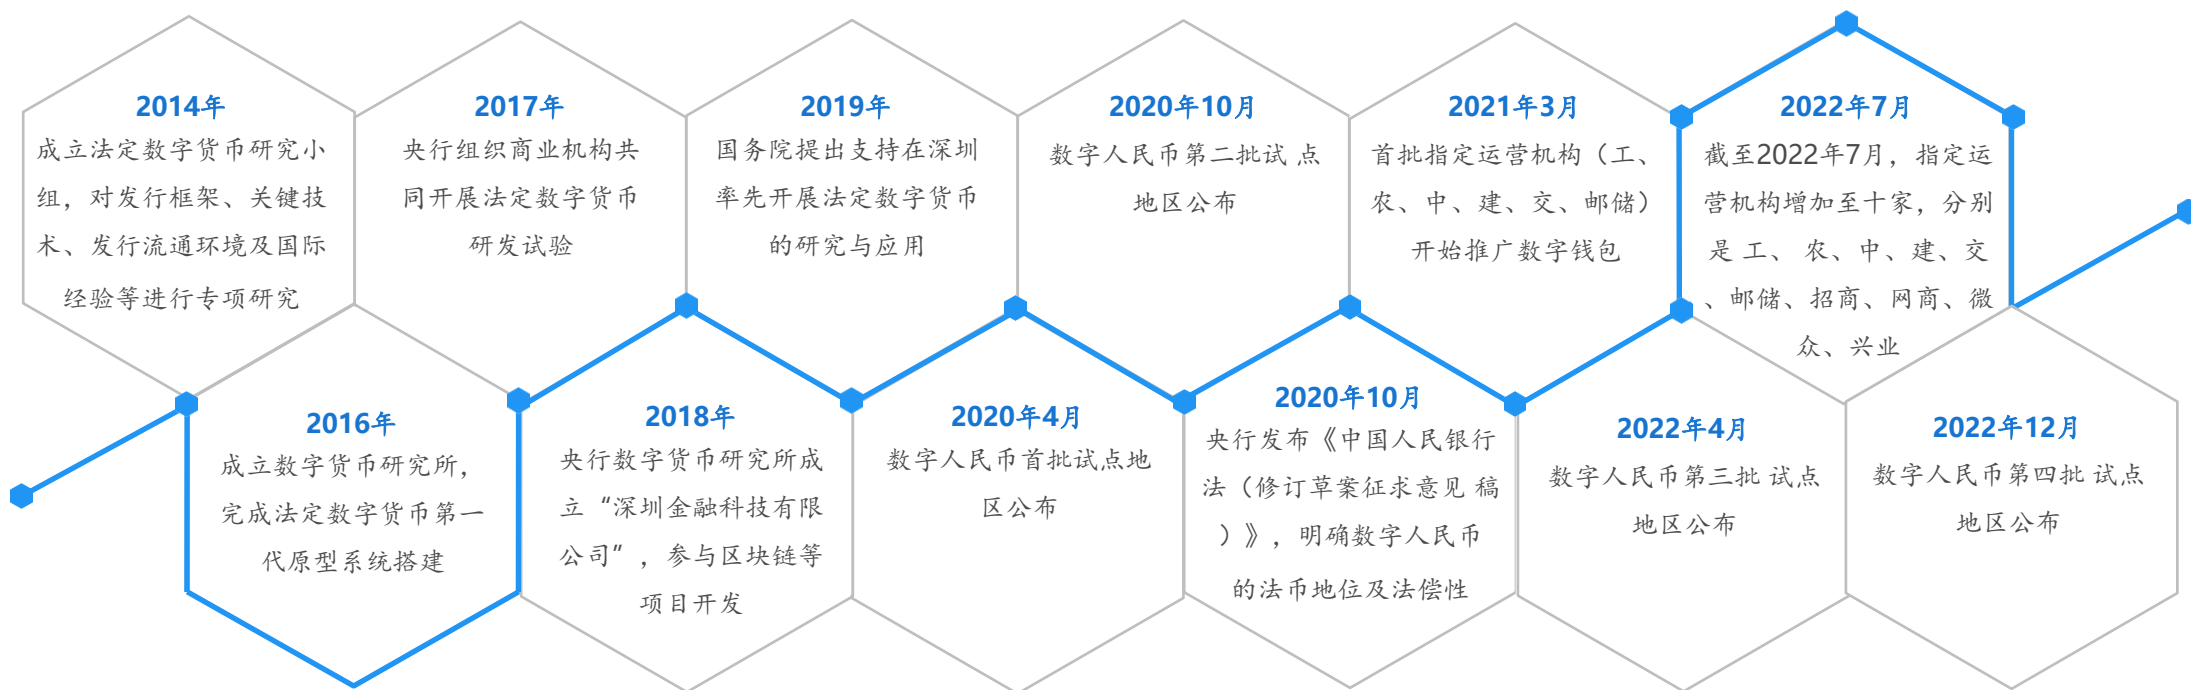 2014年
成立法定数字货币研究小
组，对发行框架、关键技
术、发行流通环境及国际
经验等进行专项研究
2016年
成立数字货币研究所，
完成法定数字货币第一
代原型系统搭建
2017年
央行组织商业机构共
同开展法定数字货币
研发试验
2018年
央行数字货币研究所成
立“深圳金融科技有限
公司”，参与区块链等
项目开发
2019年
国务院提出支持在深圳
率先开展法定数字货币
的研究与应用
2020年4月
数字人民币首批试点地
区公布
2020年10月
数字人民币第二批试 点
地区公布
2020年10月
央行发布《中国人民银行
法（修订草案征求意见 稿
）》，明确数字人民币
的法币地位及法偿性
2021年3月
首批指定运营机构（工、
农、中、建、交、邮储）
开始推广数字钱包
2022年4月
数字人民币第三批 试点
地区公布
2022年7月
截至2022年7月，指定运
营机构增加至十家，分别
是 工、 农、中、建、交
、邮储、招商、网商、微
众、兴业
2022年12月
数字人民币第四批 试点
地区公布